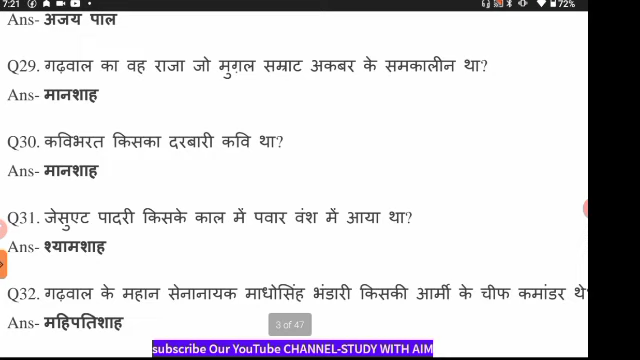 7:21
72%
Ans- अजय पाल
Q29. गढ़वाल का वह राजा जो मुग़ल सम्राट अकबर के समकालीन था?
Ans- मानशाह
Q30. कविभरत किसका दरबारी कवि था?
Ans- मानशाह
Q31. जेसुएट पादरी किसके काल में पवार वंश में आया था?
Ans- श्यामशाह
Q32. गढ़वाल के महान सेनानायक माधोसिंह भंडारी किसकी आर्मी के चीफ कमांडर थे
Ans- महिपतिशाह
3 of 47
subscribe Our YouTube CHANNEL-STUDY WITH AIM